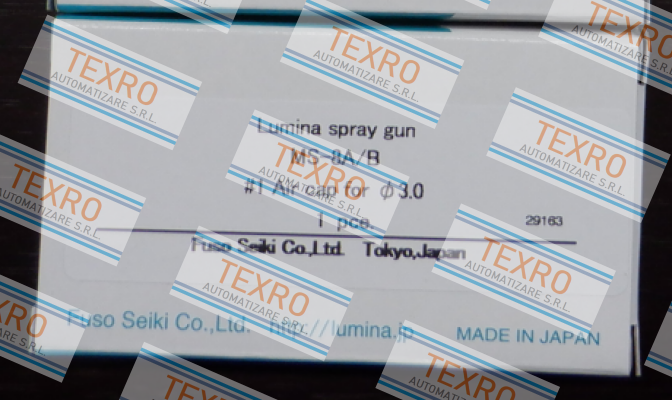 Lumina spray gun
MS-8A/B
#1 Air cap for φ3.0
1 pce.
29163
Fuso Seiki Co.,Ltd. Tokyo,Japan
Fuso Seiki Co.,Ltd. http://lumina.jp MADE IN JAPAN
TEXRO
AUTOMATIZARE S.R.L.